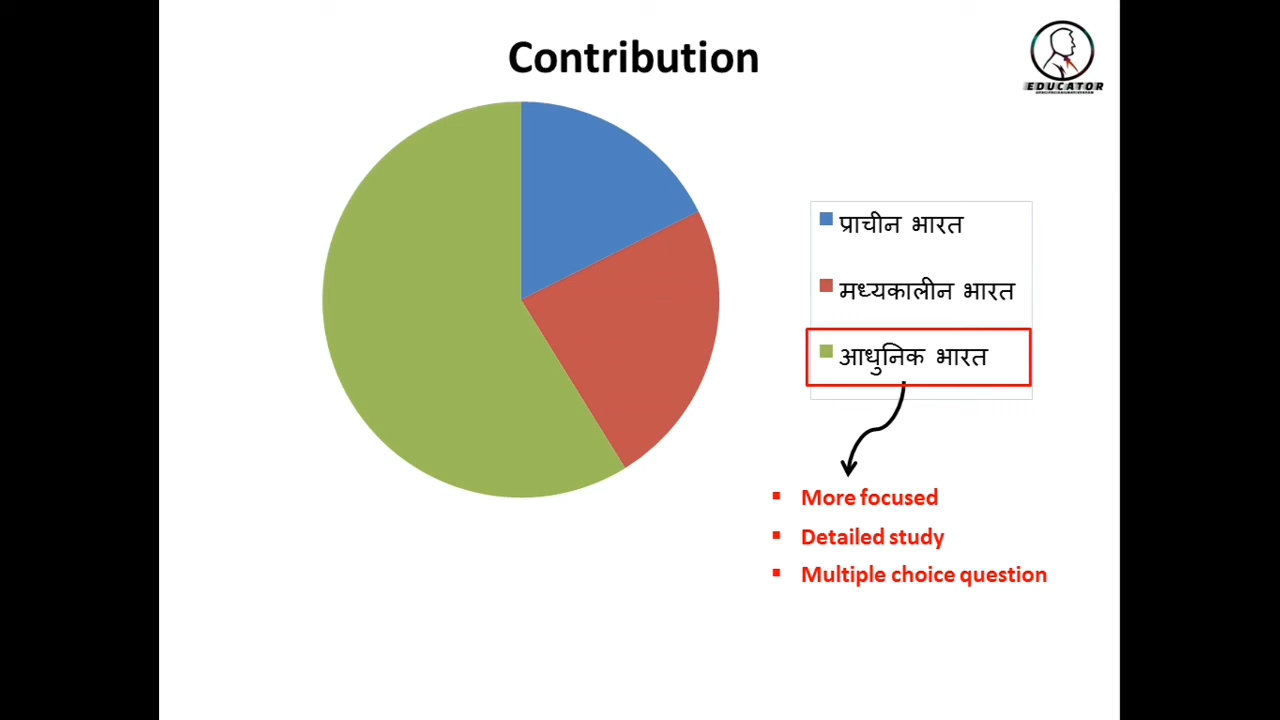 Contribution
EDUCATOR
प्राचीन भारत
मध्यकालीन भारत
आधुनिक भारत
More focused
Detailed study
Multiple choice question